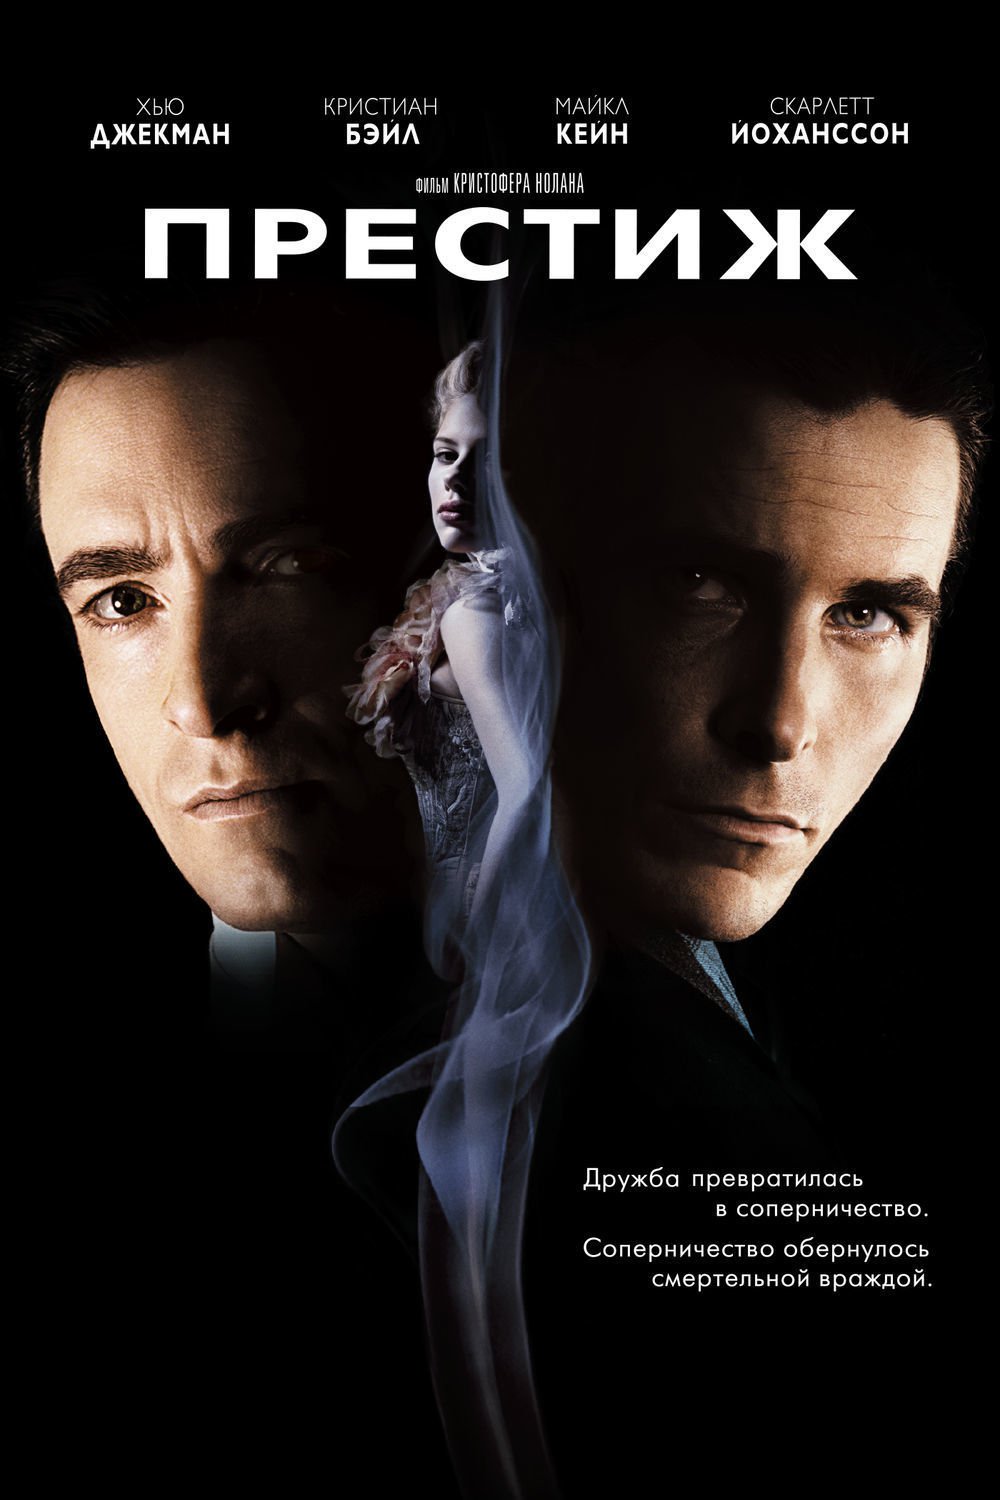 ХЬЮ ДЖЕКМАН
КРИСТИАН БЭЙЛ
МАЙКЛ КЕЙН
СКАРЛЕТТ ЙОХАНССОН
ФИЛЬМ КРИСТОФЕРА НОЛАНА
ПРЕСТИЖ
Дружба превратилась
в соперничество.
Соперничество обернулось
смертельной враждой.